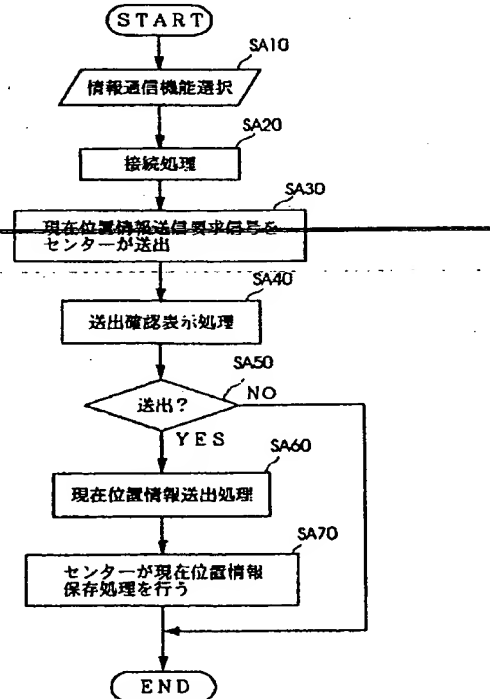 START
SA10
情報通信機能選択
SA20
接続処理
SA30
現在位置情報送信要求信号を
センターが送出
SA40
送出確認表示処理
SA50
送出?
NO
YES
SA60
現在位置情報送出処理
SA70
センターが現在位置情報
保存処理を行う
END